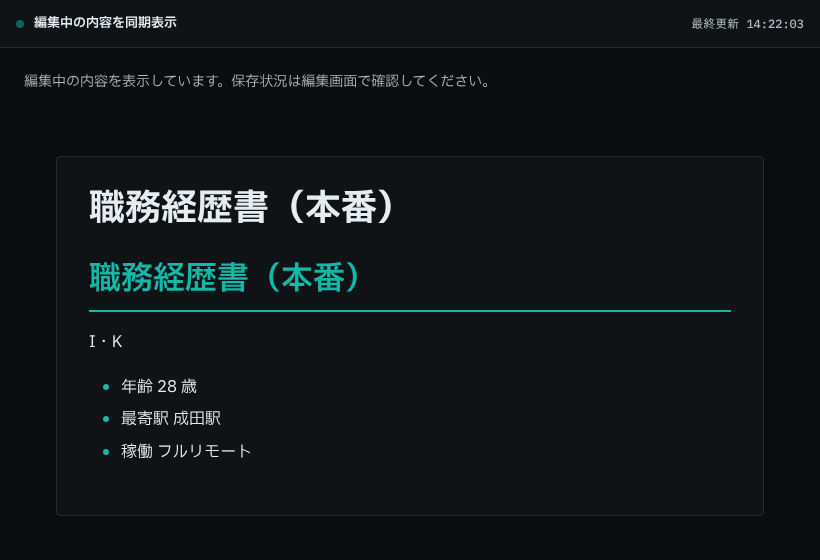 編集中の内容を同期表示
最終更新 14:22:03
編集中の内容を表示しています。保存状況は編集画面で確認してください。
職務経歴書（本番）
職務経歴書（本番）
I・K
年齢 28 歳
最寄駅 成田駅
稼働 フルリモート